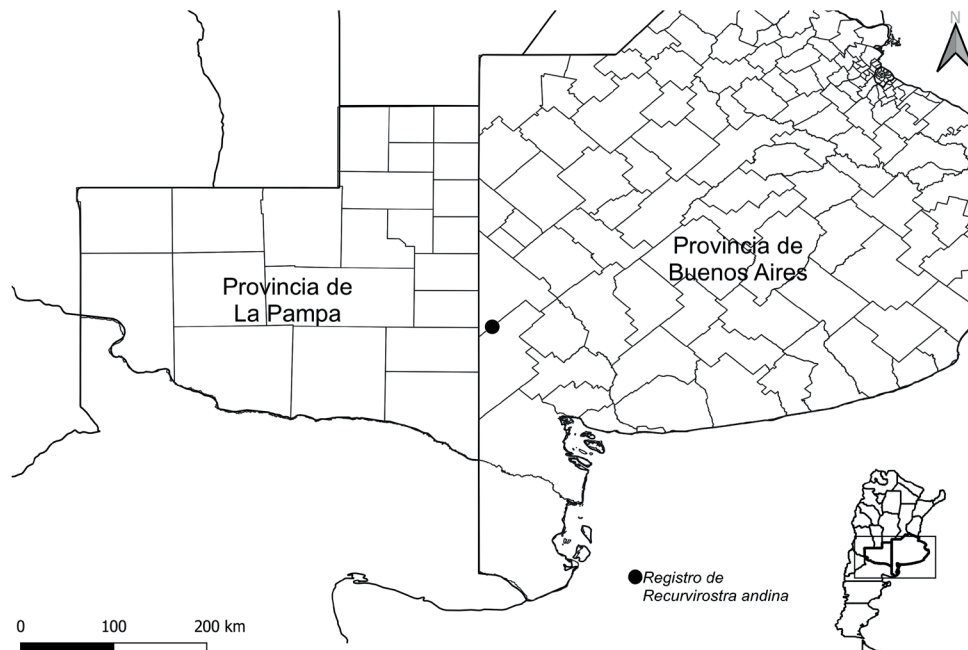 N
Provincia de
Buenos Aires
Provincia de
La Pampa
Registro de
Recurvirostra andina
0 100 200 km